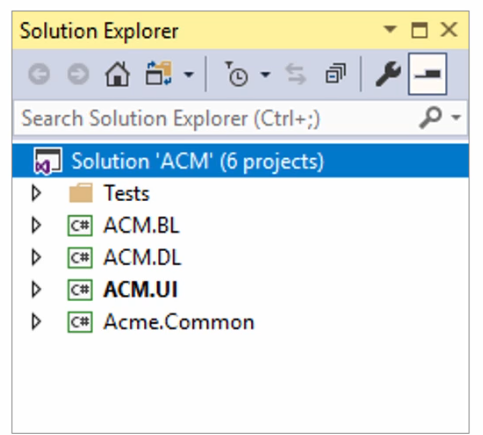 Solution Explorer
Search Solution Explorer (Ctrl+;)
Solution 'ACM' (6 projects)
Tests
C# ACM.BL
C# ACM.DL
C# ACM.UI
C# Acme.Common